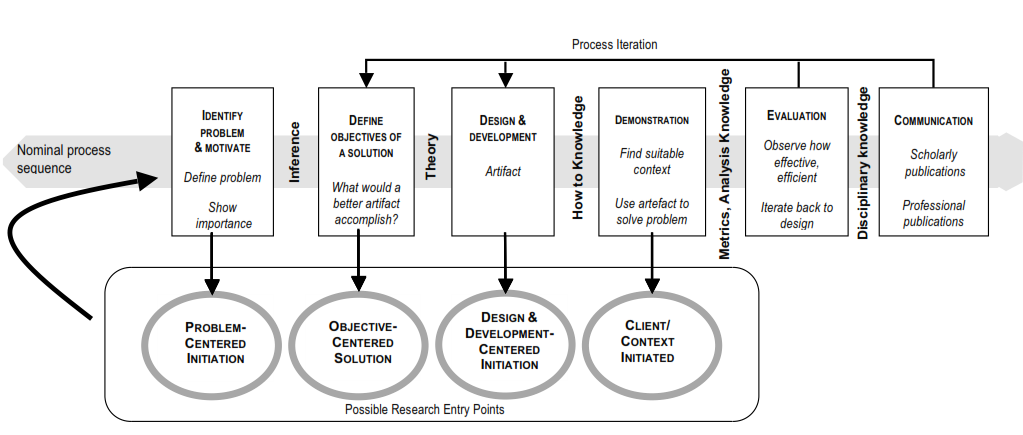 Process Iteration
Nominal process
sequence
IDENTIFY
PROBLEM
& MOTIVATE
Define problem
Show
importance
Inference
DEFINE
OBJECTIVES OF
A SOLUTION
What would a
better artifact
accomplish?
Theory
DESIGN &
DEVELOPMENT
Artifact
How to Knowledge
DEMONSTRATION
Find suitable
context
Use artefact to
solve problem
Metrics, Analysis Knowledge
EVALUATION
Observe how
effective,
efficient
Iterate back to
design
Disciplinary knowledge
COMMUNICATION
Scholarly
publications
Professional
publications
PROBLEM-
CENTERED
INITIATION
OBJECTIVE-
CENTERED
SOLUTION
DESIGN &
DEVELOPMENT-
CENTERED
INITIATION
CLIENT/
CONTEXT
INITIATED
Possible Research Entry Points